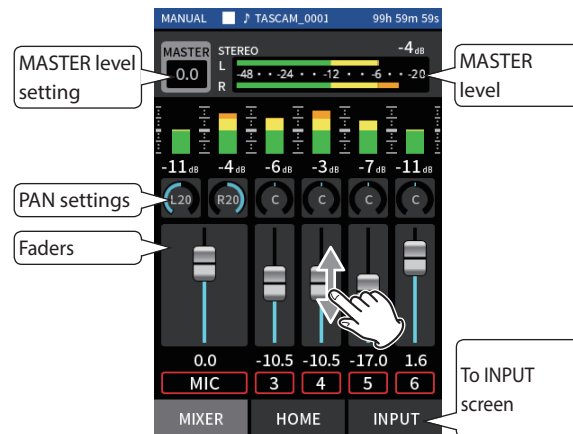 MANUAL ♪ TASCAM_0001 99h 59m 59s
MASTER level
setting
MASTER
0.0
STEREO -4dB
L
-48 · · -24 · · -12 · · -6 · · -20
R
MASTER
level
-11dB -4dB -6dB -3dB -7dB -11dB
PAN settings
L20 R20 C C C C
Faders
0.0 -10.5 -10.5 -17.0 1.6
MIC 3 4 5 6
To INPUT
screen
MIXER HOME INPUT